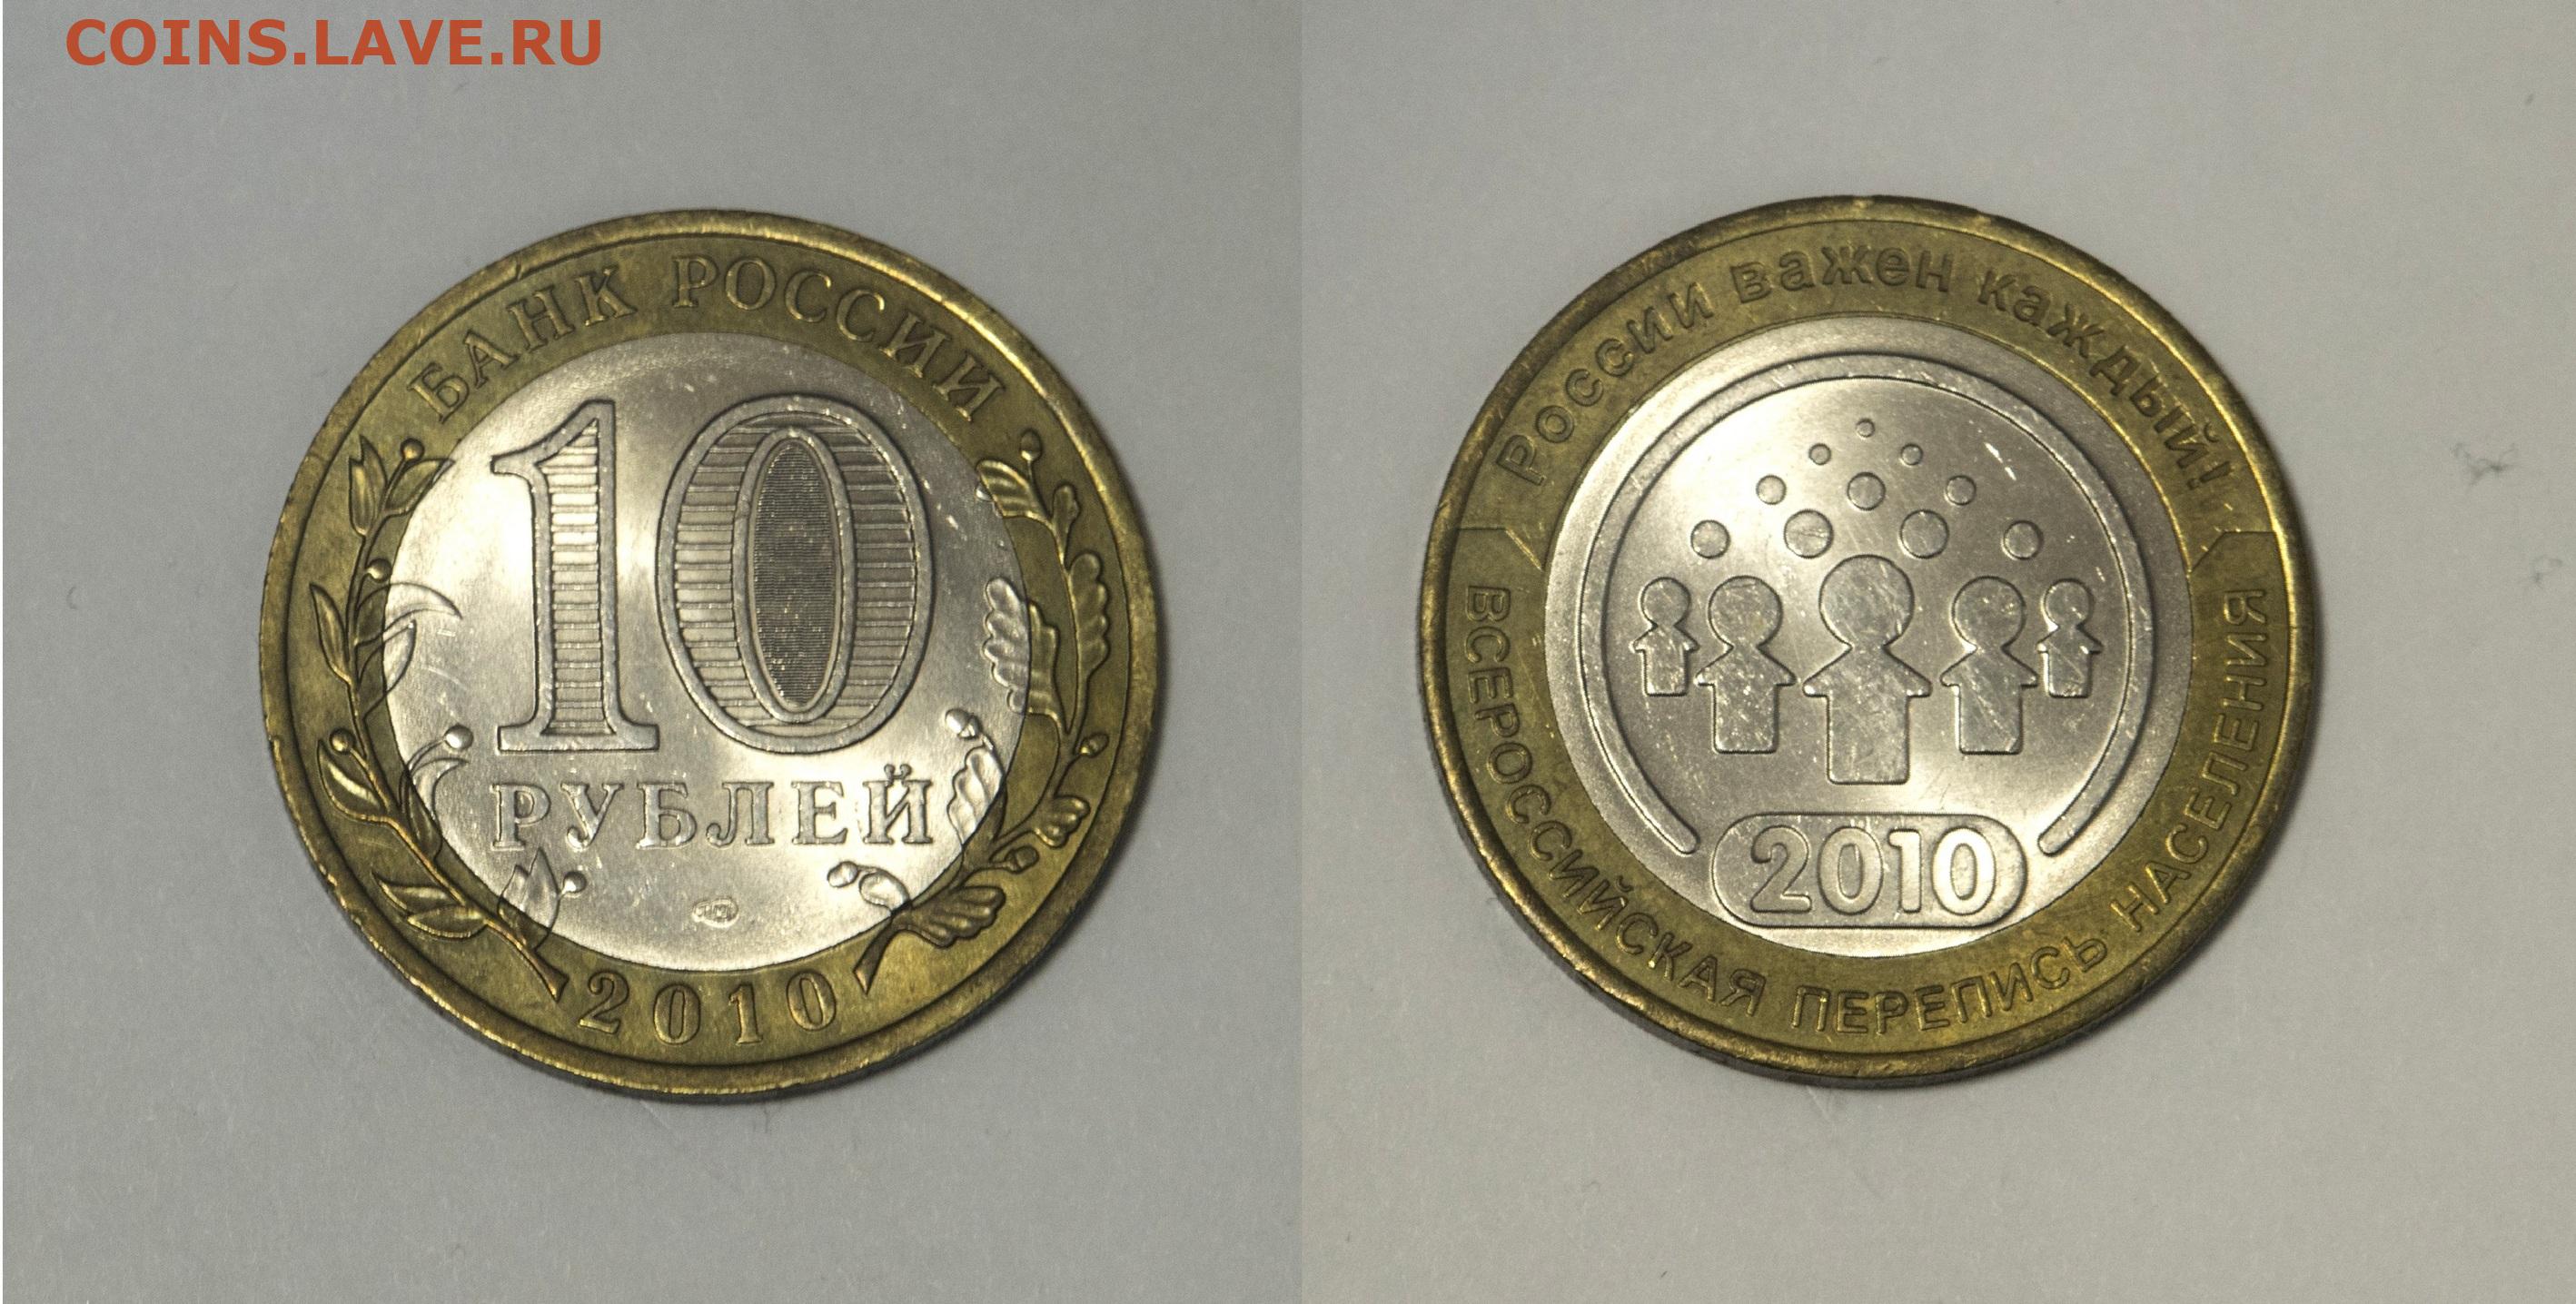 COINS.LAVE.RU
БАНК РОССИИ
10
РУБЛЕЙ
2010
России важен каждый!
2010
ВСЕРОССИЙСКАЯ ПЕРЕПИСЬ НАСЕЛЕНИЯ